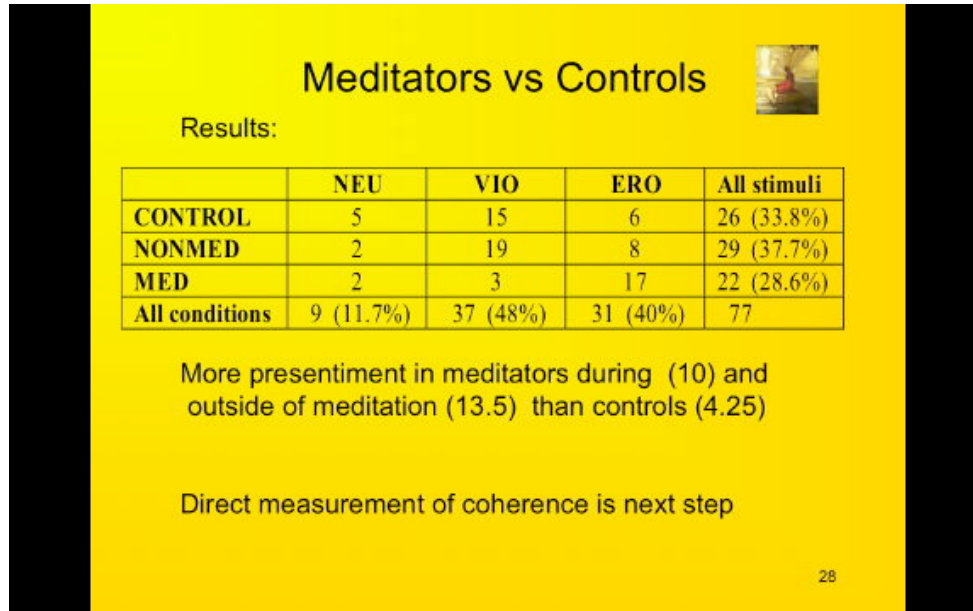 Meditators vs Controls
Results:
NEU VIO ERO All stimuli
CONTROL 5 15 6 26 (33.8%)
NONMED 2 19 8 29 (37.7%)
MED 2 3 17 22 (28.6%)
All conditions 9 (11.7%) 37 (48%) 31 (40%) 77
More presentiment in meditators during (10) and
outside of meditation (13.5) than controls (4.25)
Direct measurement of coherence is next step
28